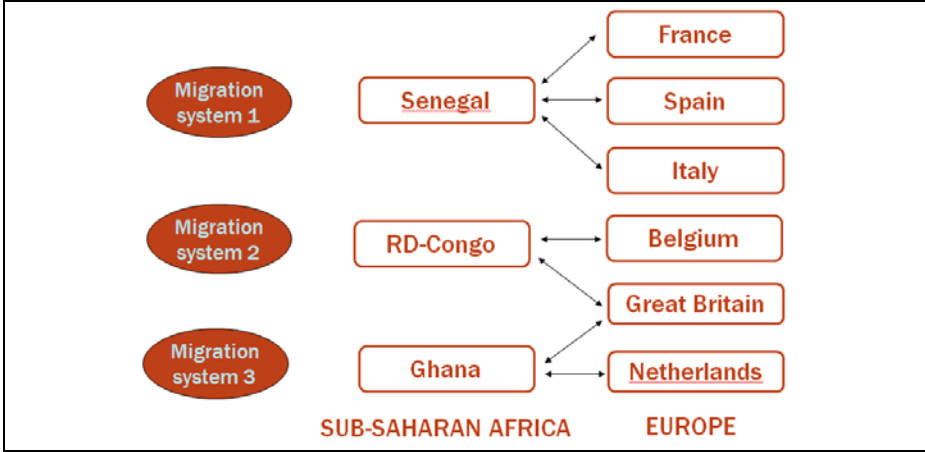 France
Migration
system 1
Senegal
Spain
Italy
Migration
system 2
RD-Congo
Belgium
Great Britain
Migration
system 3
Ghana
Netherlands
SUB-SAHARAN AFRICA
EUROPE